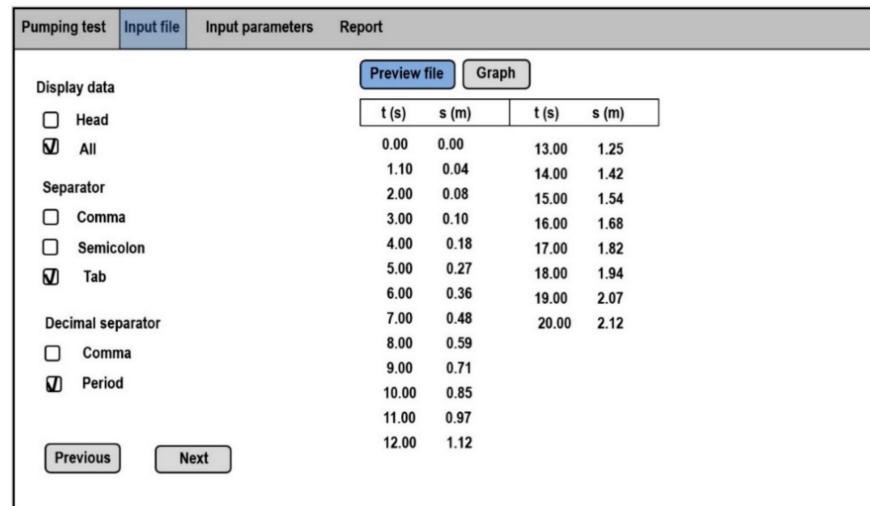 Pumping test Input file Input parameters Report
Preview file Graph
Display data
Head
All
Separator
Comma
Semicolon
Tab
Decimal separator
Comma
Period
Previous Next
t (s) s (m) t (s) s (m)
0.00 0.00 13.00 1.25
1.10 0.04 14.00 1.42
2.00 0.08 15.00 1.54
3.00 0.10 16.00 1.68
4.00 0.18 17.00 1.82
5.00 0.27 18.00 1.94
6.00 0.36 19.00 2.07
7.00 0.48 20.00 2.12
8.00 0.59
9.00 0.71
10.00 0.85
11.00 0.97
12.00 1.12